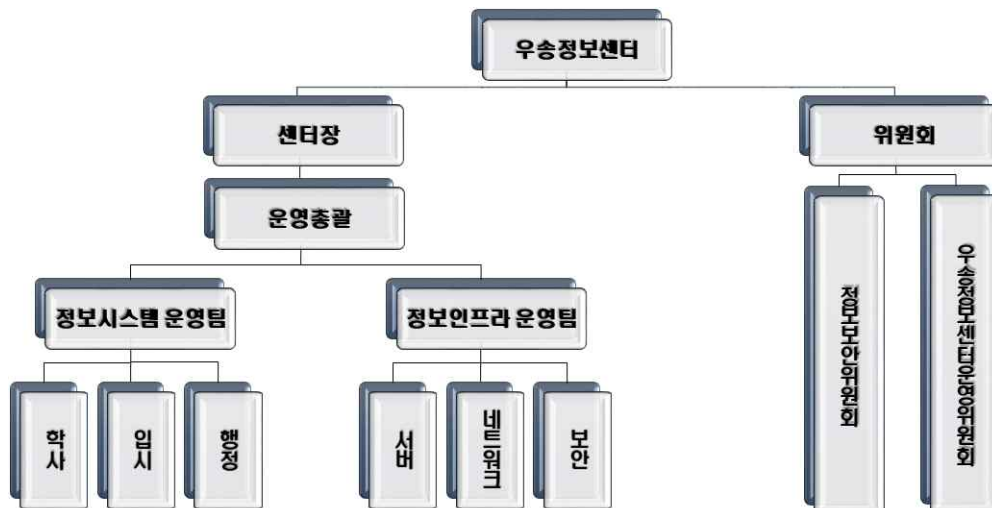 우송정보센터
센터장
위원회
운영총괄
정보시스템 운영팀
정보인프라 운영팀
학사
입시
행정
서버
네트워크
보안
정보보안위원회
우송정보센터운영위원회